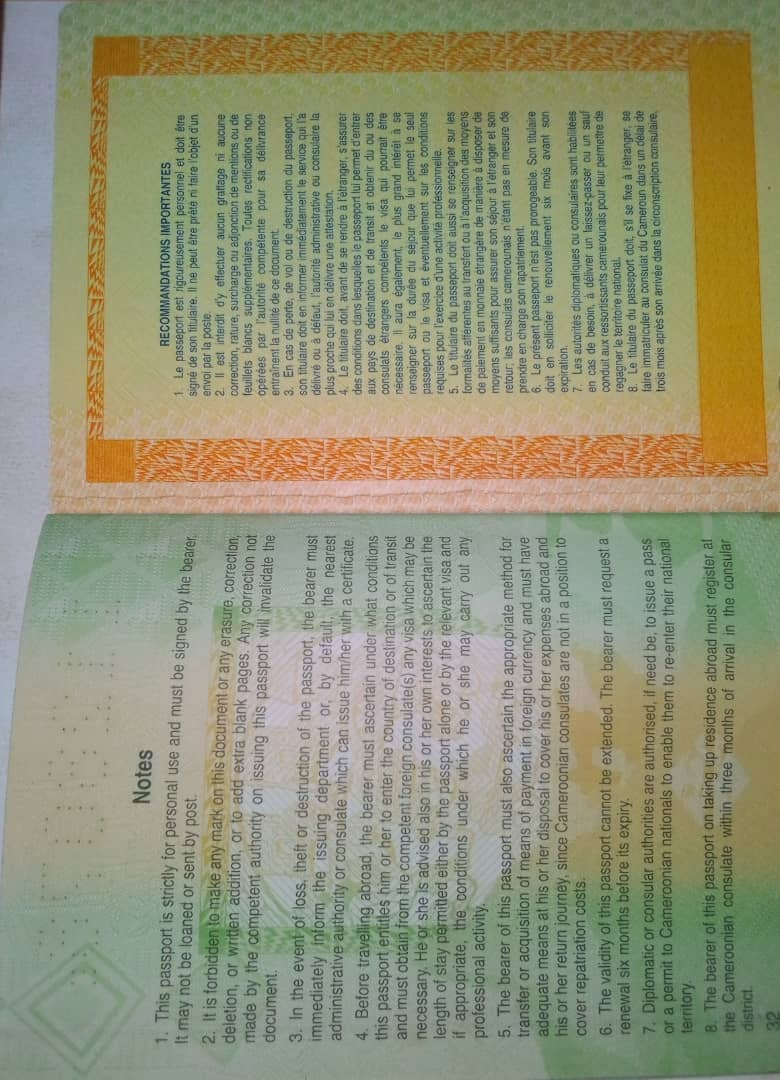 Notes
1. This passport is strictly for personal use and must be signed by the bearer.
It may not be loaned or sent by post.
2. It is forbidden to make any mark on this document or any erasure, correction,
deletion, or written addition, or to add extra blank pages. Any correction not
made by the competent authority on issuing this passport will invalidate the
document.
3. In the event of loss, theft or destruction of the passport, the bearer must
immediately inform the issuing department or, by default, the nearest
administrative authority or consulate which can issue him/her with a certificate.
4. Before travelling abroad, the bearer must ascertain under what conditions
this passport entitles him or her to enter the country of destination or of transit
and must obtain from the competent foreign consulate(s) any visa which may be
necessary. He or she is advised also in his or her own interests to ascertain the
length of stay permitted either by the passport alone or by the relevant visa and
if appropriate, the conditions under which he or she may carry out any
professional activity.
5. The bearer of this passport must also ascertain the appropriate method for
transfer or acquisition of means of payment in foreign currency and must have
adequate means at his or her disposal to cover his or her expenses abroad and
his or her return journey, since Cameroonian consulates are not in a position to
cover repatriation costs.
6. The validity of this passport cannot be extended. The bearer must request a
renewal six months before its expiry.
7. Diplomatic or consular authorities are authorised, if need be, to issue a pass
or a permit to Cameroonian nationals to enable them to re-enter their national
territory.
8. The bearer of this passport on taking up residence abroad must register at
the Cameroonian consulate within three months of arrival in the consular
district.
32
RECOMMANDATIONS IMPORTANTES
1. Le passeport est rigoureusement personnel et doit être
signé de son titulaire. Il ne peut être prêté ni faire l'objet d'un
envoi par la poste.
2. Il est interdit d'y effectuer aucun grattage ni aucune
correction, rature, surcharge ou adjonction de mentions ou de
feuillets blancs supplémentaires. Toutes rectifications non
opérées par l'autorité compétente pour sa délivrance
entraînent la nullité de ce document.
3. En cas de perte, de vol ou de destruction du passeport,
son titulaire doit en informer immédiatement le service qui l'a
délivré ou à défaut, l'autorité administrative ou consulaire la
plus proche qui lui en délivre une attestation.
4. Le titulaire doit, avant de se rendre à l'étranger, s'assurer
des conditions dans lesquelles le passeport lui permet d'entrer
aux pays de destination et de transit et obtenir du ou des
consulats étrangers compétents le visa qui pourrait être
nécessaire. Il aura également, le plus grand intérêt à se
renseigner sur la durée du séjour que lui permet le seul
passeport ou le visa et éventuellement sur les conditions
requises pour l'exercice d'une activité professionnelle.
5. Le titulaire du passeport doit aussi se renseigner sur les
formalités afférentes au transfert ou à l'acquisition des moyens
de paiement en monnaie étrangère de manière à disposer de
moyens suffisants pour assurer son séjour à l'étranger et son
retour; les consulats camerounais n'étant pas en mesure de
prendre en charge son rapatriement.
6. Le présent passeport n'est pas prorogeable. Son titulaire
doit en solliciter le renouvellement six mois avant son
expiration.
7. Les autorités diplomatiques ou consulaires sont habilitées
en cas de besoin, à délivrer un laissez-passer ou un sauf
conduit aux ressortissants camerounais pour leur permettre de
regagner le territoire national.
8. Le titulaire du passeport doit, s'il se fixe à l'étranger, se
faire immatriculer au consulat du Cameroun dans un délai de
trois mois après son arrivée dans la circonscription consulaire.